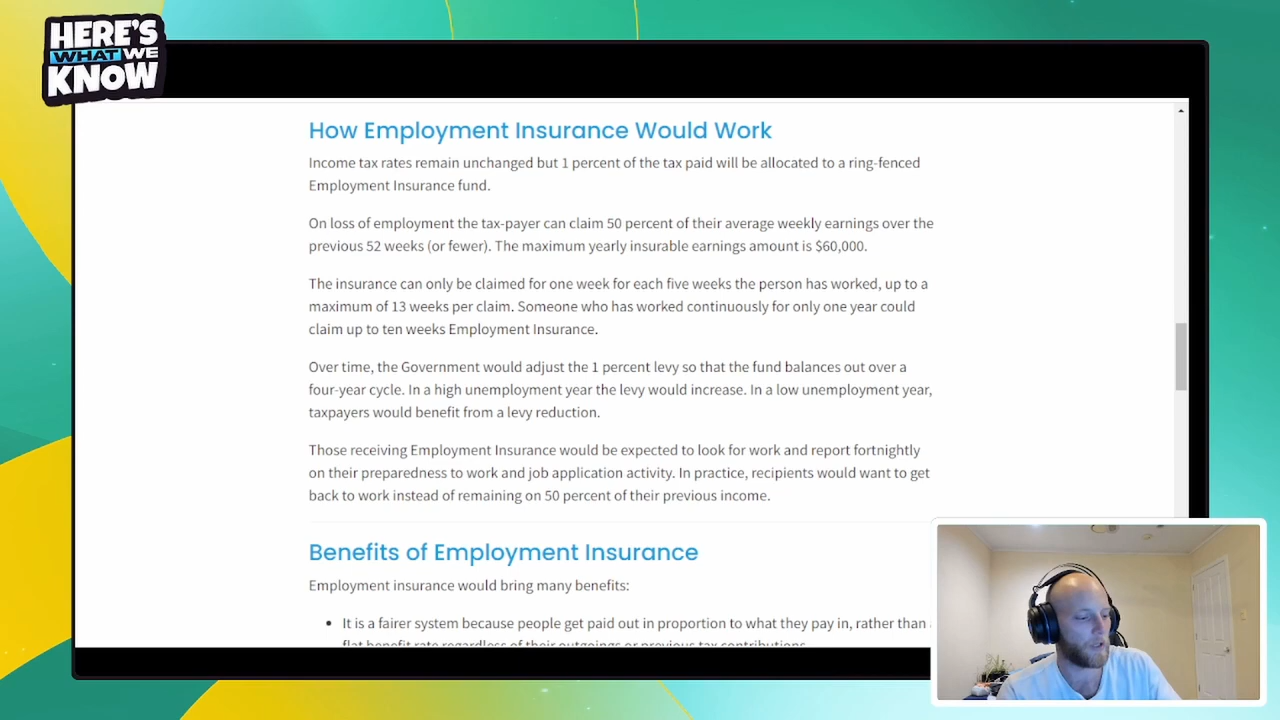 HERE'S
WHAT WE
KNOW
How Employment Insurance Would Work
Income tax rates remain unchanged but 1 percent of the tax paid will be allocated to a ring-fenced
Employment Insurance fund.
On loss of employment the tax-payer can claim 50 percent of their average weekly earnings over the
previous 52 weeks (or fewer). The maximum yearly insurable earnings amount is $60,000.
The insurance can only be claimed for one week for each five weeks the person has worked, up to a
maximum of 13 weeks per claim. Someone who has worked continuously for only one year could
claim up to ten weeks Employment Insurance.
Over time, the Government would adjust the 1 percent levy so that the fund balances out over a
four-year cycle. In a high unemployment year the levy would increase. In a low unemployment year,
taxpayers would benefit from a levy reduction.
Those receiving Employment Insurance would be expected to look for work and report fortnightly
on their preparedness to work and job application activity. In practice, recipients would want to get
back to work instead of remaining on 50 percent of their previous income.
Benefits of Employment Insurance
Employment insurance would bring many benefits:
• It is a fairer system because people get paid out in proportion to what they pay in, rather than
flat benefit rate regardless of their outgoings or previous tax contributions.